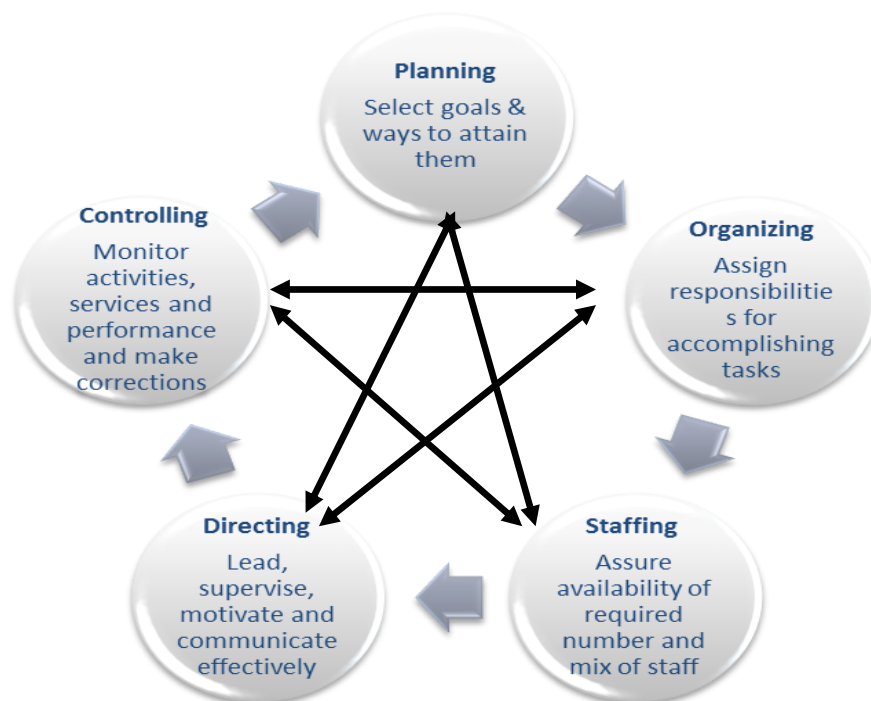 Planning
Select goals &
ways to attain
them
Organizing
Assign
responsibilitie
s for
accomplishing
tasks
Staffing
Assure
availability of
required
number and
mix of staff
Directing
Lead,
supervise,
motivate and
communicate
effectively
Controlling
Monitor
activities,
services and
performance
and make
corrections